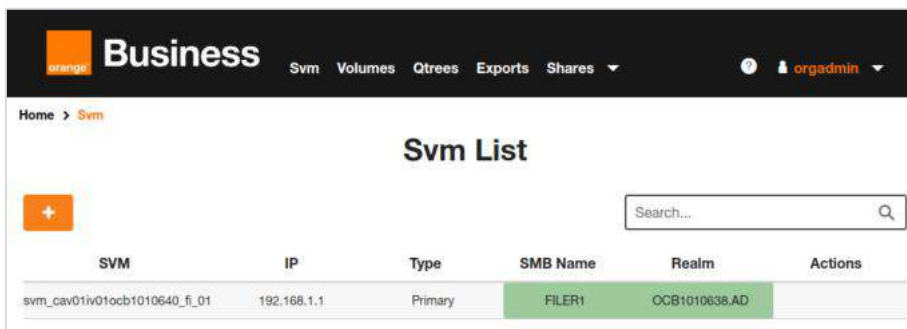 orange Business Svm Volumes Qtrees Exports Shares ? orgadmin
Home > Svm
Svm List
+ Search...
SVM IP Type SMB Name Realm Actions
svm_cav01iv01ocb1010640_fi_01 192.168.1.1 Primary FILER1 OCB1010638.AD